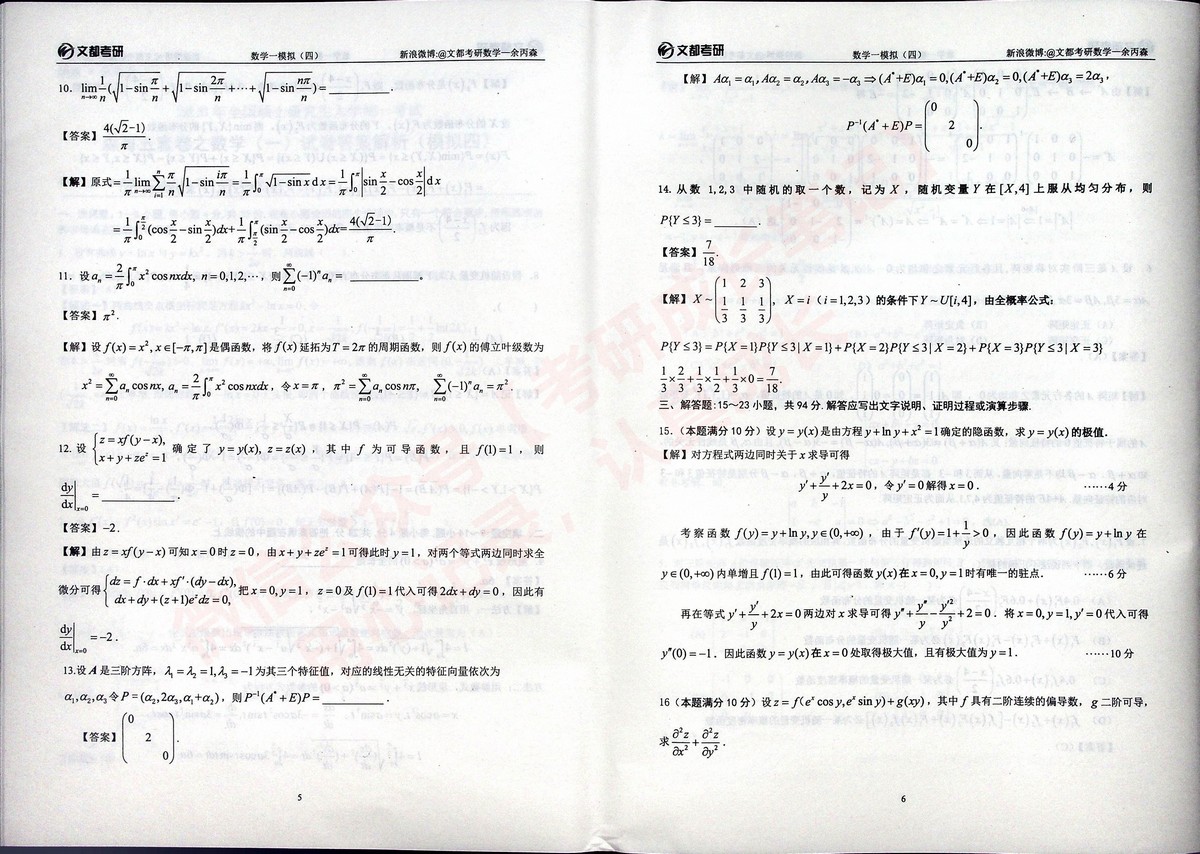 文都考研 数学一模拟（四） 新浪微博:@文都考研数学—余丙森
10. lim_{n→∞} 1/n (√(1-sin π/n) + √(1-sin 2π/n) + ⋯ + √(1-sin nπ/n)) = ________.
【答案】 4(√2-1)/π.
【解】原式 = 1/π lim_{n→∞} ∑_{i=1}^{n} π/n √(1-sin iπ/n) = 1/π ∫_0^π √(1-sin x) dx = 1/π ∫_0^π |sin x/2 - cos x/2| dx
= 1/π ∫_0^{π/2} (cos x/2 - sin x/2)dx + 1/π ∫_{π/2}^π (sin x/2 - cos x/2)dx = 4(√2-1)/π.
11. 设 a_n = 2/π ∫_0^π x² cos nxdx, n=0,1,2,⋯，则 ∑_{n=0}^∞ (-1)^n a_n = ________。
【答案】π².
【解】设 f(x)=x², x∈[-π,π]是偶函数，将 f(x) 延拓为T=2π 的周期函数，则 f(x) 的傅立叶级数为
x² = ∑_{n=0}^∞ a_n cos nx, a_n = 2/π ∫_0^π x² cos nxdx，令 x=π，π² = ∑_{n=0}^∞ a_n cos nπ， ∑_{n=0}^∞ (-1)^n a_n = π².
12. 设 { z=xf(y-x), x+y+ze^z=1 确定了 y=y(x), z=z(x)，其中 f 为可导函数，且 f(1)=1，则
dy/dx|_{x=0} = ________.
【答案】-2.
【解】由 z=xf(y-x) 可知 x=0 时 z=0，由 x+y+ze^z=1 可得此时 y=1，对两个等式两边同时求全
微分可得 { dz=f·dx+xf′·(dy-dx), dx+dy+(z+1)e^z dz=0, 把 x=0,y=1， z=0 及 f(1)=1代入可得 2dx+dy=0，因此有
dy/dx|_{x=0} = -2.
13.设 A 是三阶方阵，λ₁=λ₂=1,λ₃=-1为其三个特征值，对应的线性无关的特征向量依次为
α₁,α₂,α₃ 令 P=(α₂,2α₃,α₁+α₂)，则 P⁻¹(A*+E)P = ________.
【答案】 (0 2 0).
5
文都考研 数学一模拟（四） 新浪微博:@文都考研数学—余丙森
【解】 Aα₁=α₁,Aα₂=α₂,Aα₃=-α₃⇒(A*+E)α₁=0,(A*+E)α₂=0,(A*+E)α₃=2α₃，
P⁻¹(A*+E)P = (0 2 0).
14. 从数 1,2,3 中随机的取一个数，记为 X，随机变量 Y 在 [X,4] 上服从均匀分布，则
P{Y≤3} = ________.
【答案】 7/18.
【解】 X ~ (1 2 3; 1/3 1/3 1/3)， X=i（i=1,2,3）的条件下 Y~U[i,4]，由全概率公式：
P{Y≤3}=P{X=1}P{Y≤3|X=1}+P{X=2}P{Y≤3|X=2}+P{X=3}P{Y≤3|X=3}
1/3×2/3+1/3×1/2+1/3×0=7/18.
三、解答题:15～23小题，共94分.解答应写出文字说明、证明过程或演算步骤.
15.（本题满分10分）设 y=y(x)是由方程 y+ln y+x²=1确定的隐函数，求 y=y(x)的极值.
【解】对方程式两边同时关于 x 求导可得
y′+y′/y+2x=0，令 y′=0解得 x=0. ⋯⋯4分
考察函数 f(y)=y+ln y, y∈(0,+∞)，由于 f′(y)=1+1/y>0，因此函数 f(y)=y+ln y 在
y∈(0,+∞)内单增且 f(1)=1，由此可得函数 y(x)在 x=0,y=1时有唯一的驻点. ⋯⋯6分
再在等式 y′+y′/y+2x=0两边对 x 求导可得 y″+y″/y-y′²/y²+2=0. 将 x=0,y=1,y′=0代入可得
y″(0)=-1. 因此函数 y=y(x)在 x=0 处取得极大值，且有极大值为 y=1. ⋯⋯10分
16（本题满分10分）设 z=f(e^x cos y,e^x sin y)+g(xy)，其中 f 具有二阶连续的偏导数，g 二阶可导，
求 ∂²z/∂x²+∂²z/∂y².
6